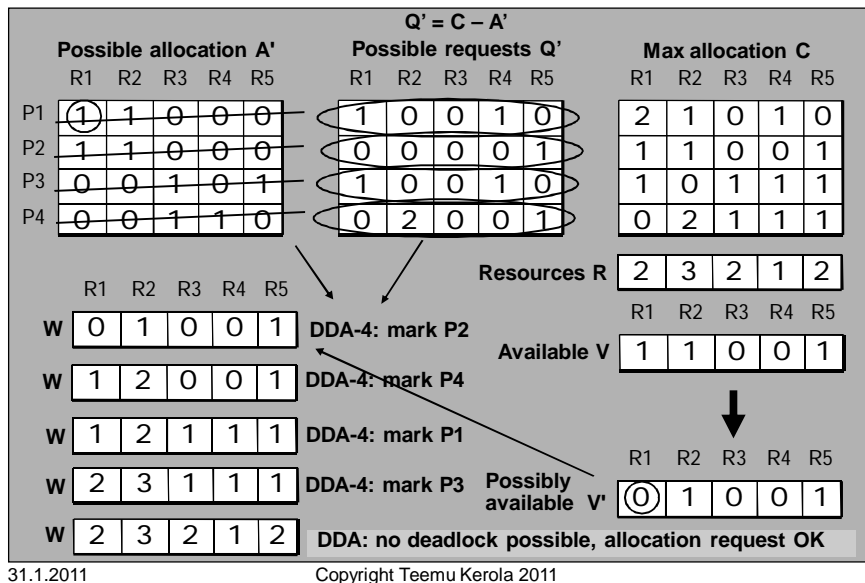 Q' = C – A'
Possible allocation A' Possible requests Q' Max allocation C
R1 R2 R3 R4 R5 R1 R2 R3 R4 R5 R1 R2 R3 R4 R5
P1 1 1 0 0 0 1 0 0 1 0 2 1 0 1 0
P2 1 1 0 0 0 0 0 0 0 1 1 1 0 0 1
P3 0 0 1 0 1 1 0 0 1 0 1 0 1 1 1
P4 0 0 1 1 0 0 2 0 0 1 0 2 1 1 1
Resources R 2 3 2 1 2
R1 R2 R3 R4 R5
W 0 1 0 0 1 DDA-4: mark P2
R1 R2 R3 R4 R5
Available V 1 1 0 0 1
W 1 2 0 0 1 DDA-4: mark P4
W 1 2 1 1 1 DDA-4: mark P1
R1 R2 R3 R4 R5
W 2 3 1 1 1 DDA-4: mark P3
Possibly available V' 0 1 0 0 1
W 2 3 2 1 2
DDA: no deadlock possible, allocation request OK
31.1.2011 Copyright Teemu Kerola 2011